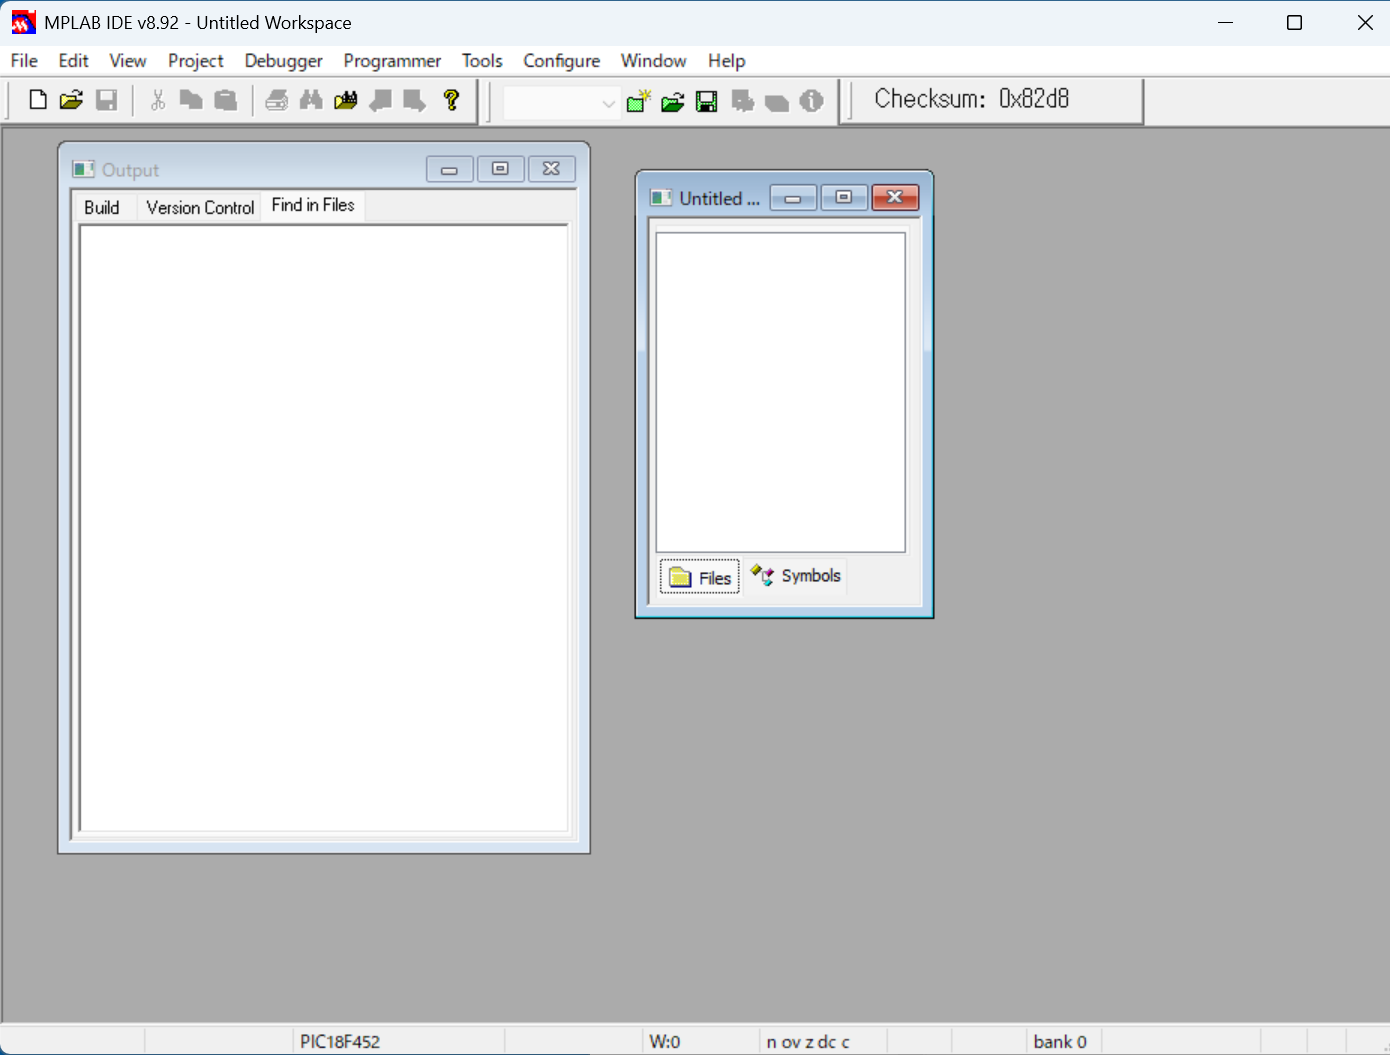 MPLAB IDE v8.92 - Untitled Workspace
File Edit View Project Debugger Programmer Tools Configure Window Help
Checksum: 0x82d8
Output
Build Version Control Find in Files
Untitled ...
Files Symbols
PIC18F452 W:0 n ov z dc c bank 0